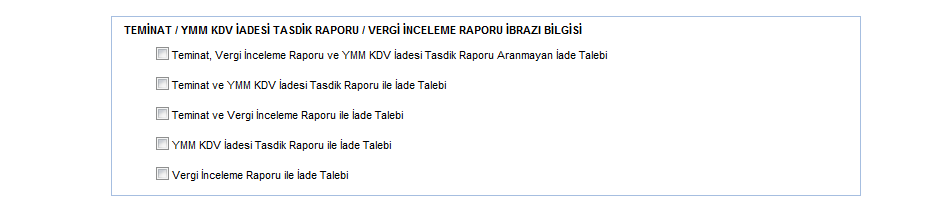 TEMİNAT / YMM KDV İADESİ TASDİK RAPORU / VERGİ İNCELEME RAPORU İBRAZI BİLGİSİ
Teminat, Vergi İnceleme Raporu ve YMM KDV İadesi Tasdik Raporu Aranmayan İade Talebi
Teminat ve YMM KDV İadesi Tasdik Raporu ile İade Talebi
Teminat ve Vergi İnceleme Raporu ile İade Talebi
YMM KDV İadesi Tasdik Raporu ile İade Talebi
Vergi İnceleme Raporu ile İade Talebi